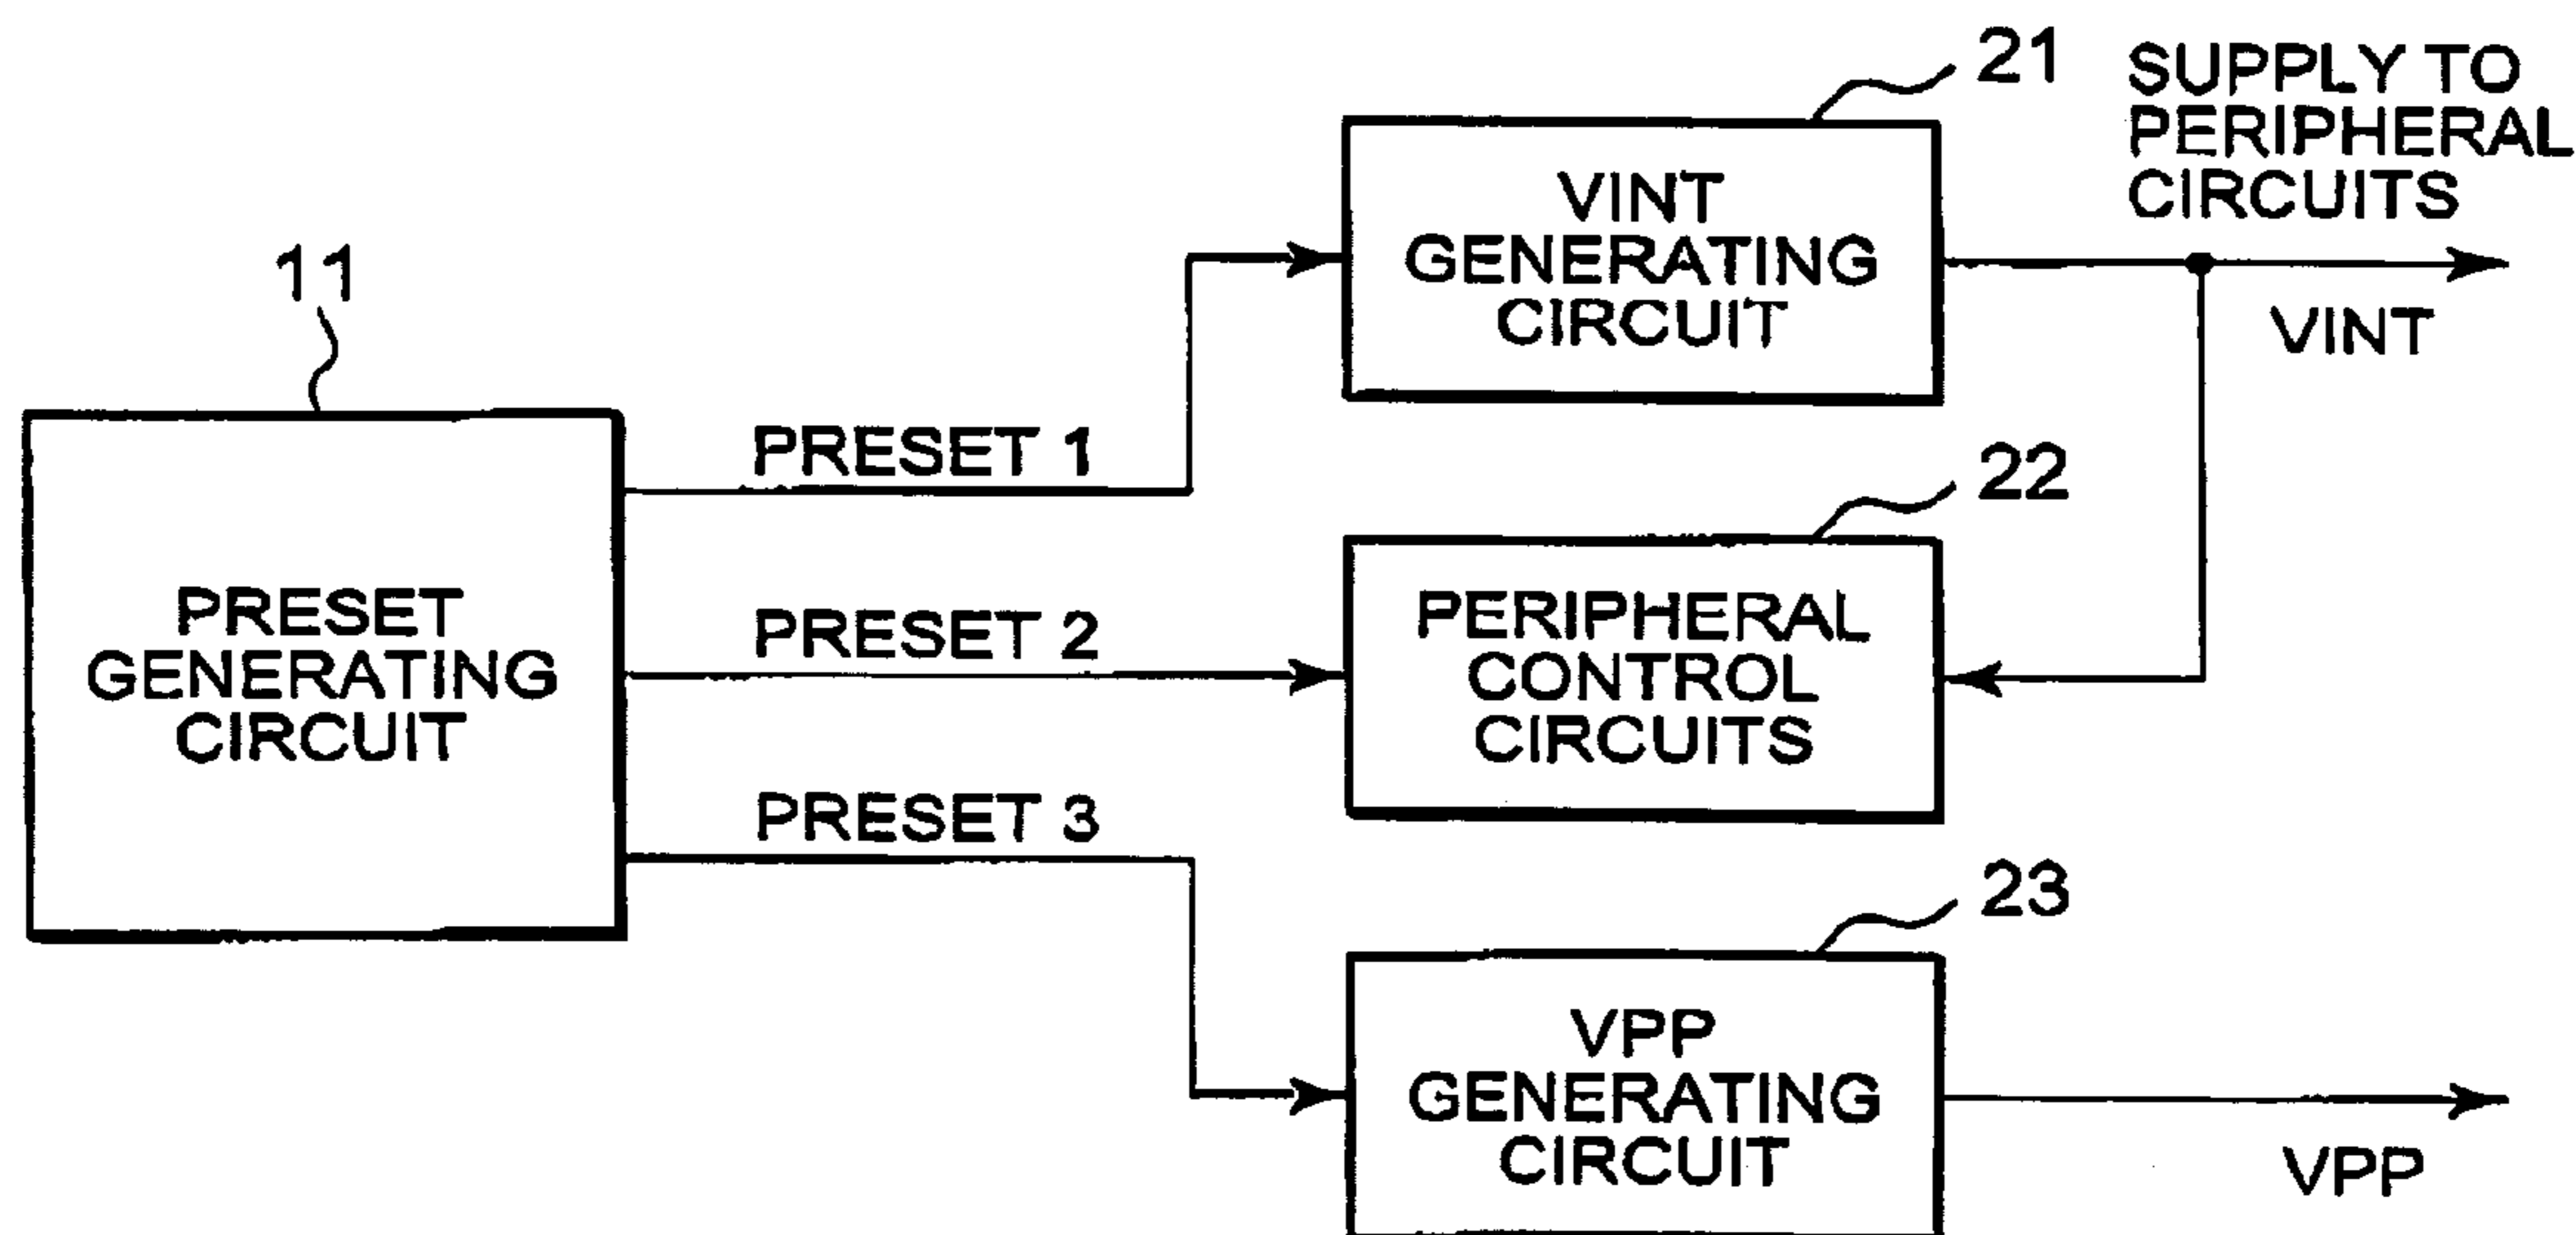 21
SUPPLY TO
PERIPHERAL
CIRCUITS
VINT
GENERATING
CIRCUIT
VINT
11
PRESET 1
22
PRESET
GENERATING
CIRCUIT
PRESET 2
PERIPHERAL
CONTROL
CIRCUITS
PRESET 3
23
VPP
GENERATING
CIRCUIT
VPP